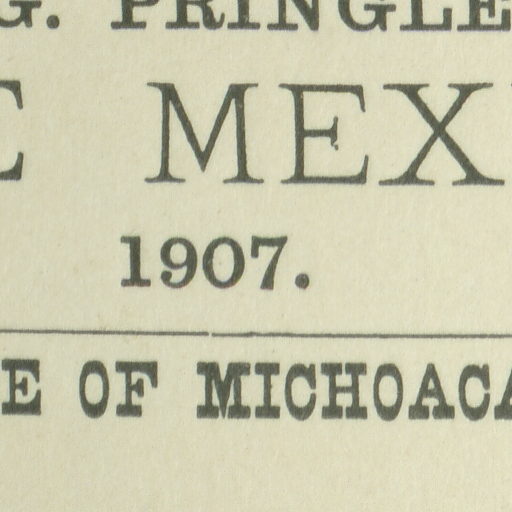 G. PRINGLE
E MEX
1907.
E OF MICHOACA